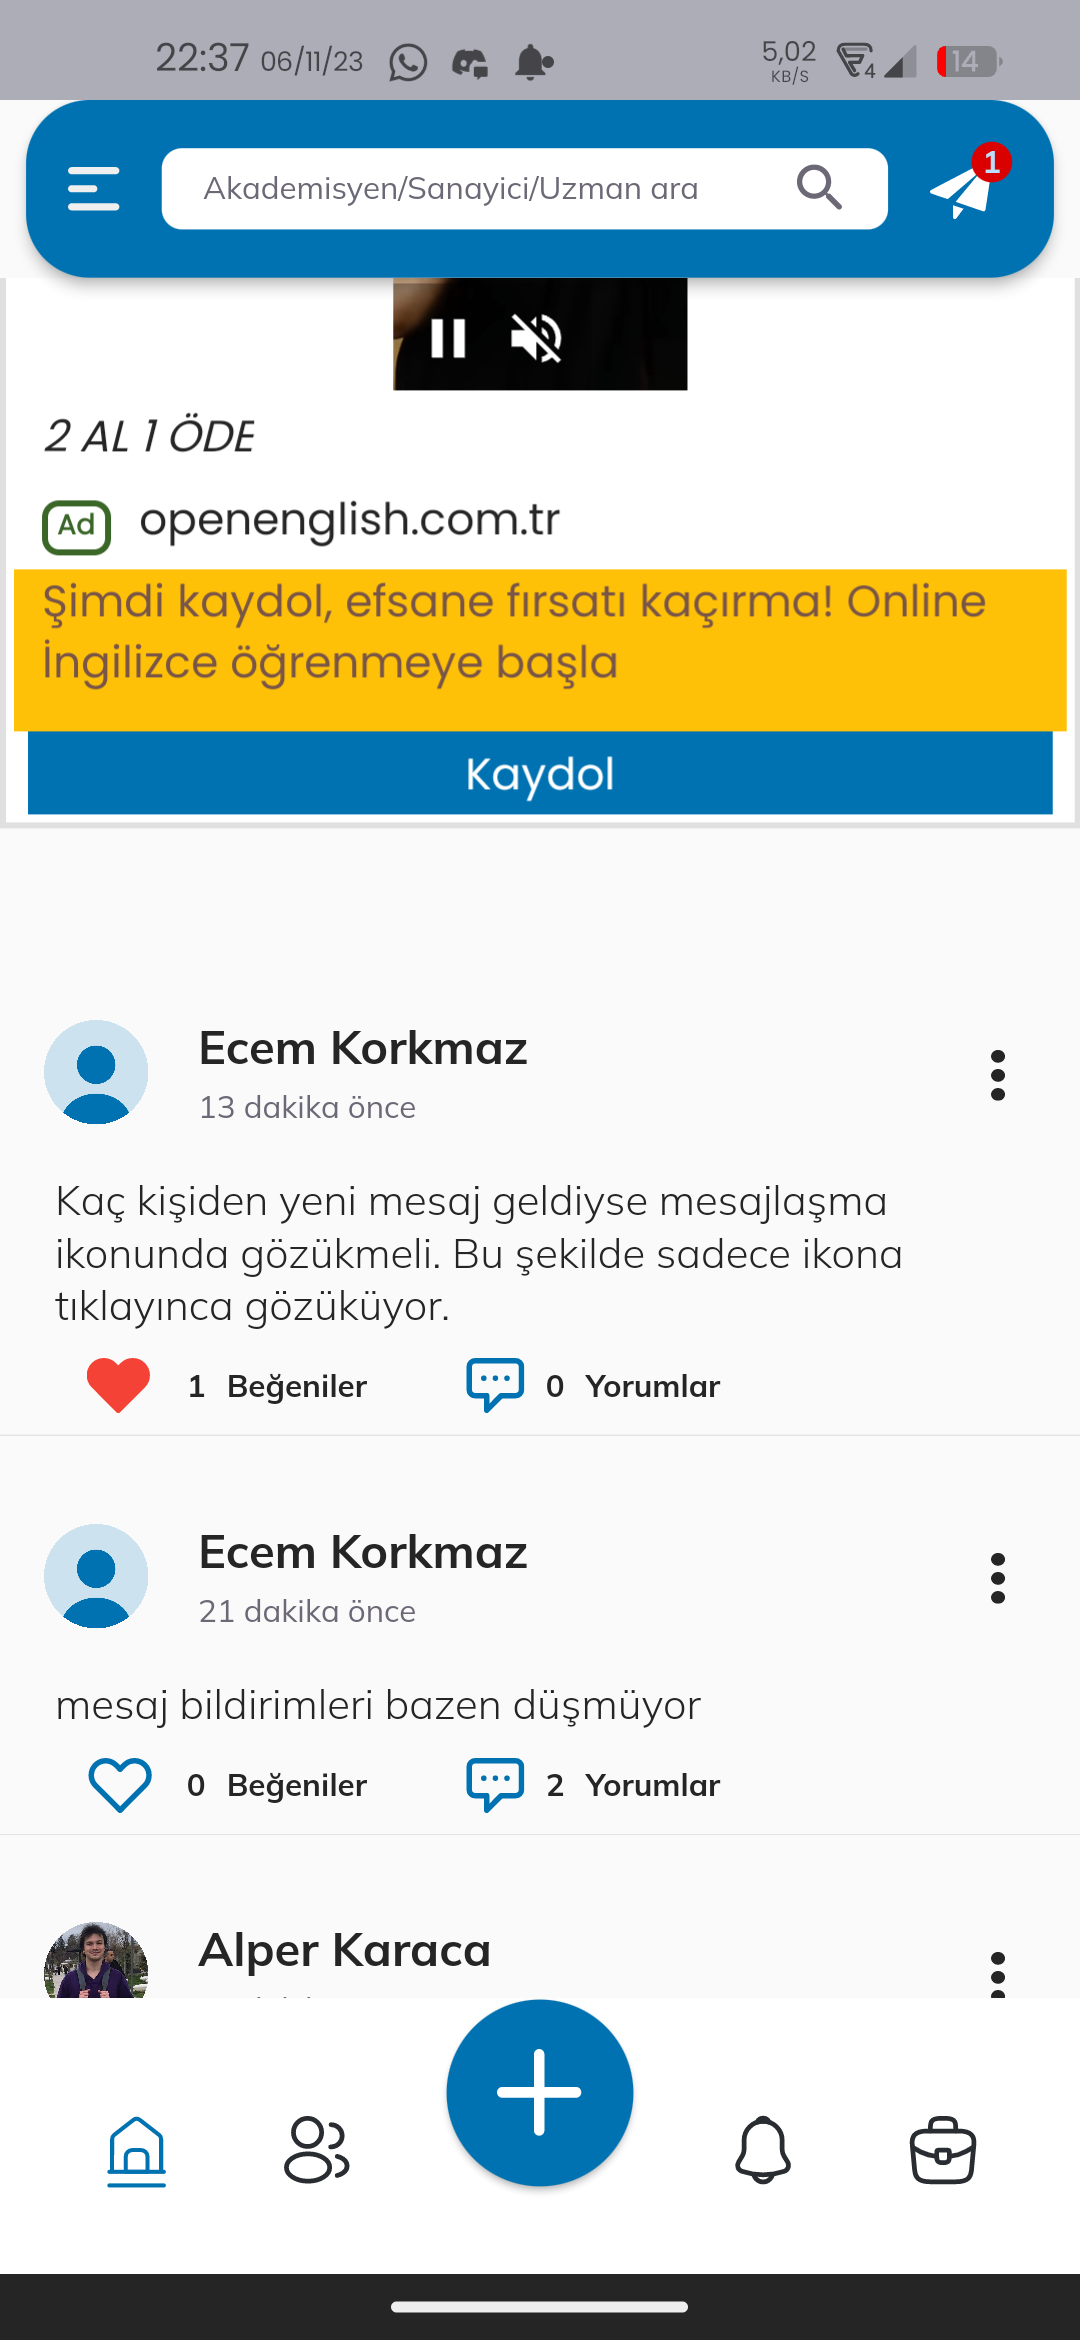 22:37 06/11/23
5,02
KB/S
4
14
Akademisyen/Sanayici/Uzman ara
1
2 AL 1 ÖDE
Ad openenglish.com.tr
Şimdi kaydol, efsane fırsatı kaçırma! Online
İngilizce öğrenmeye başla
Kaydol
Ecem Korkmaz
13 dakika önce
Kaç kişiden yeni mesaj geldiyse mesajlaşma
ikonunda gözükmeli. Bu şekilde sadece ikona
tıklayınca gözüküyor.
1 Beğeniler 0 Yorumlar
Ecem Korkmaz
21 dakika önce
mesaj bildirimleri bazen düşmüyor
0 Beğeniler 2 Yorumlar
Alper Karaca